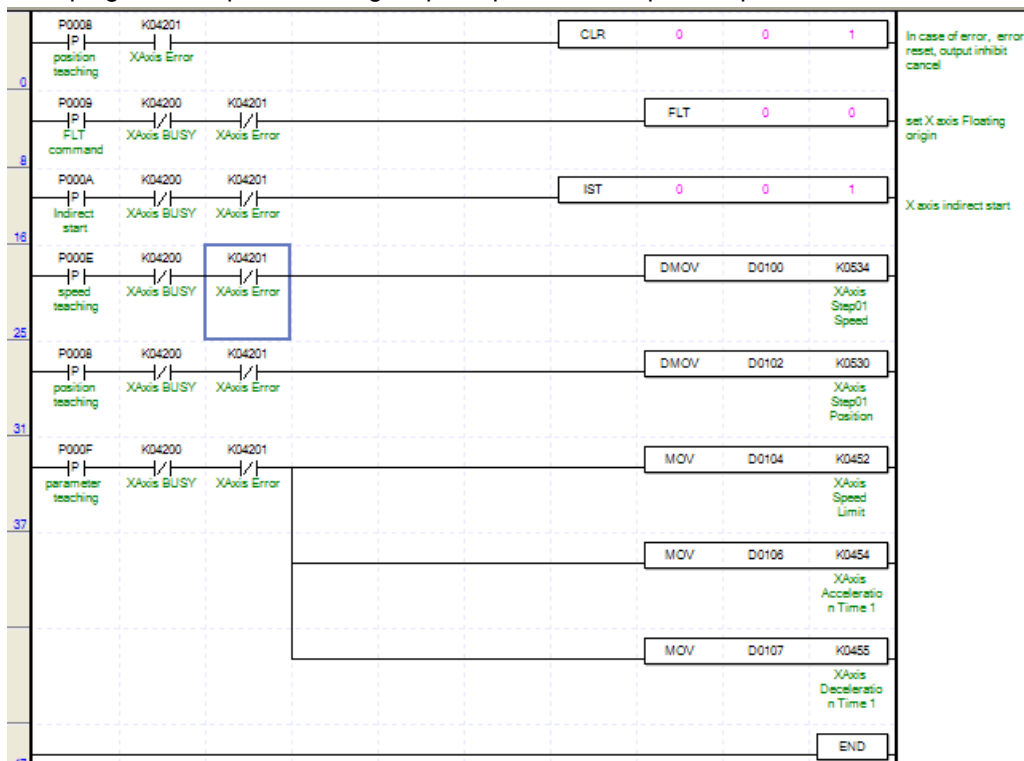 P0008 K04201
P
position teaching
XAxis Error
CLR 0 0 1
In case of error, error reset, output inhibit cancel
0
P0009 K04200 K04201
P
FLT command
XAxis BUSY XAxis Error
FLT 0 0
set X axis Floating origin
8
P000A K04200 K04201
P
Indirect start
XAxis BUSY XAxis Error
IST 0 0 1
X axis indirect start
16
P000E K04200 K04201
P
speed teaching
XAxis BUSY XAxis Error
DMOV D0100 K0534
XAxis
Step01
Speed
25
P0008 K04200 K04201
P
position teaching
XAxis BUSY XAxis Error
DMOV D0102 K0530
XAxis
Step01
Position
31
P000F K04200 K04201
P
parameter teaching
XAxis BUSY XAxis Error
MOV D0104 K0452
XAxis
Speed
Limit
37
MOV D0106 K0454
XAxis
Acceleratio
n Time 1
MOV D0107 K0455
XAxis
Deceleratio
n Time 1
END